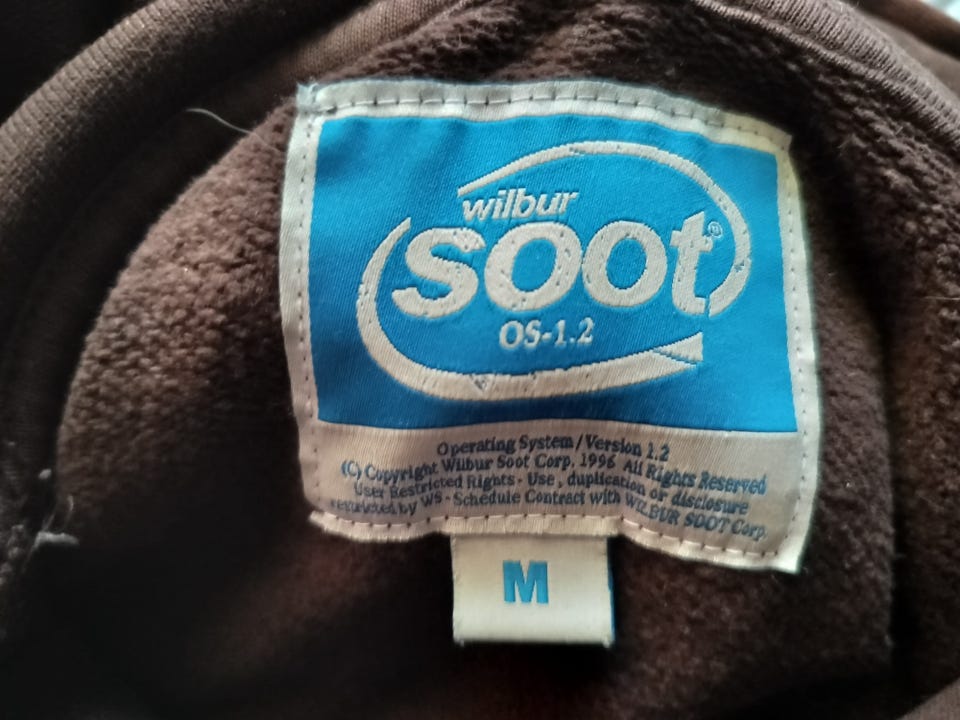 wilbur
soot®
OS-1.2
Operating System/Version 1.2
(C) Copyright Wilbur Soot Corp. 1996 All Rights Reserved
User Restricted Rights - Use, duplication or disclosure
restricted by WS - Schedule Contract with WILBUR SOOT Corp.
M